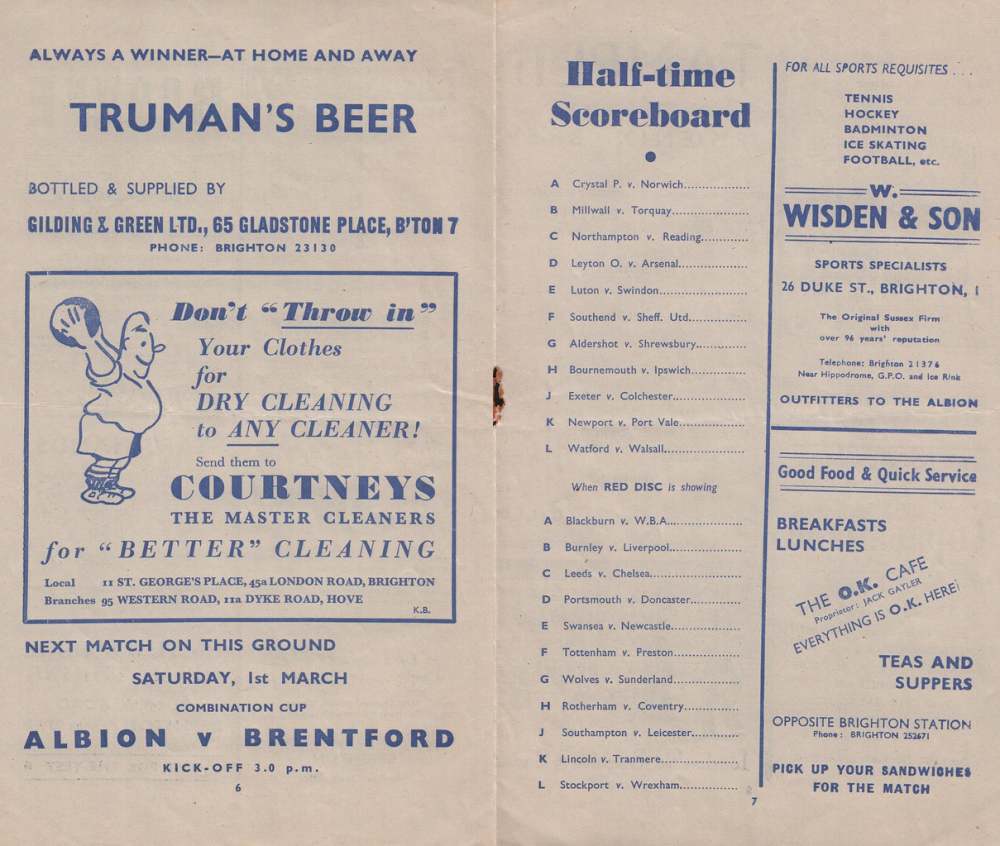 ALWAYS A WINNER—AT HOME AND AWAY
TRUMAN'S BEER
BOTTLED & SUPPLIED BY
GILDING & GREEN LTD., 65 GLADSTONE PLACE, B'TON 7
PHONE: BRIGHTON 23130
Don't "Throw in"
Your Clothes
for
DRY CLEANING
to ANY CLEANER!
Send them to
COURTNEYS
THE MASTER CLEANERS
for "BETTER" CLEANING
Local 11 ST. GEORGE'S PLACE, 45a LONDON ROAD, BRIGHTON
Branches 95 WESTERN ROAD, 11a DYKE ROAD, HOVE
K.B.
NEXT MATCH ON THIS GROUND
SATURDAY, 1st MARCH
COMBINATION CUP
ALBION v BRENTFORD
KICK-OFF 3.0 p.m.
6
Half-time
Scoreboard
A Crystal P. v. Norwich..................
B Millwall v. Torquay.....................
C Northampton v. Reading.............
D Leyton O. v. Arsenal...................
E Luton v. Swindon........................
F Southend v. Sheff. Utd................
G Aldershot v. Shrewsbury..............
H Bournemouth v. Ipswich...............
J Exeter v. Colchester....................
K Newport v. Port Vale..................
L Watford v. Walsall......................
When RED DISC is showing
A Blackburn v. W.B.A.....................
B Burnley v. Liverpool....................
C Leeds v. Chelsea.........................
D Portsmouth v. Doncaster..............
E Swansea v. Newcastle...................
F Tottenham v. Preston...................
G Wolves v. Sunderland...................
H Rotherham v. Coventry................
J Southampton v. Leicester.............
K Lincoln v. Tranmere.....................
L Stockport v. Wrexham.................
7
FOR ALL SPORTS REQUISITES . . .
TENNIS
HOCKEY
BADMINTON
ICE SKATING
FOOTBALL, etc.
W.
WISDEN & SON
SPORTS SPECIALISTS
26 DUKE ST., BRIGHTON, 1
The Original Sussex Firm
with
over 96 years' reputation
Telephone: Brighton 21376
Near Hippodrome, G.P.O. and Ice Rink
OUTFITTERS TO THE ALBION
Good Food & Quick Service
BREAKFASTS
LUNCHES
THE O.K. CAFE
Proprietor: JACK GAYLER
EVERYTHING IS O.K. HERE!
TEAS AND
SUPPERS
OPPOSITE BRIGHTON STATION
Phone: BRIGHTON 252671
PICK UP YOUR SANDWICHES
FOR THE MATCH